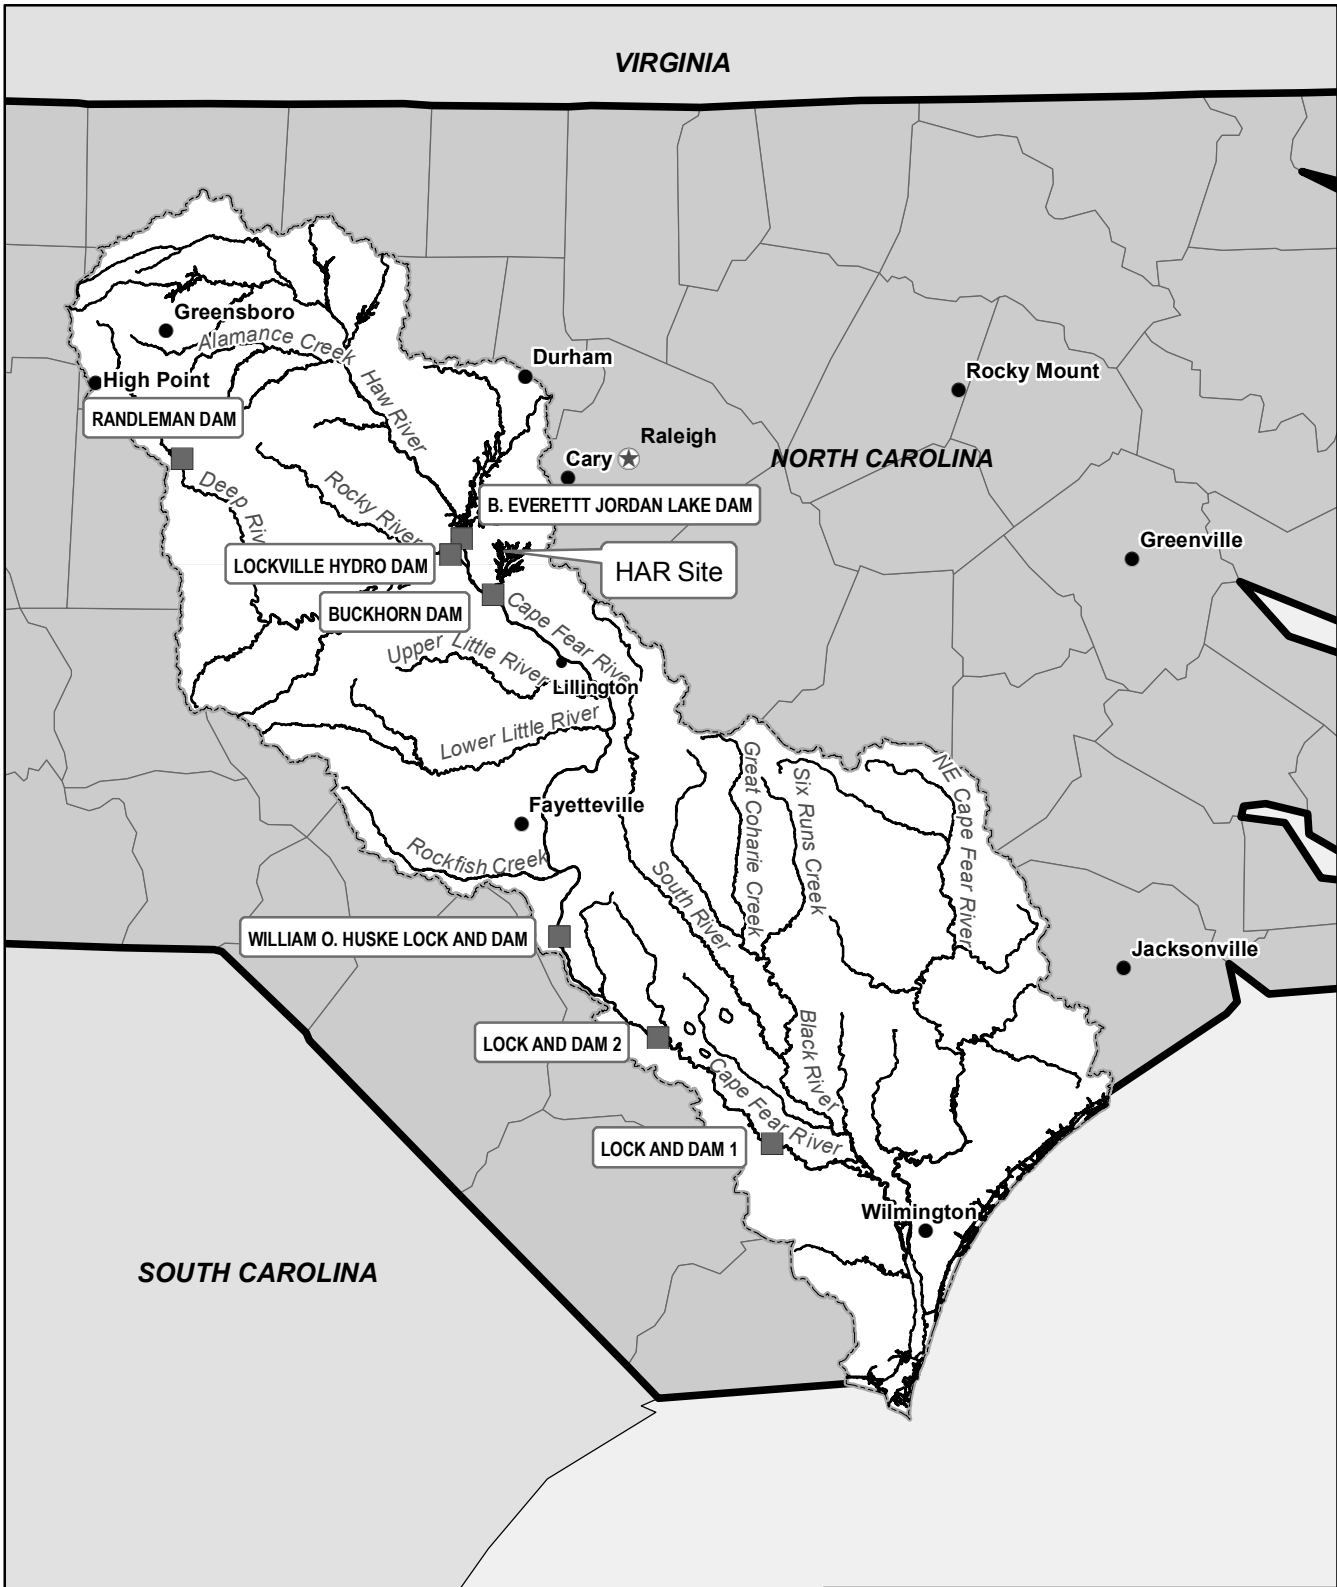 VIRGINIA
Greensboro
Alamance Creek
Durham
High Point
Haw River
Rocky Mount
RANDLEMAN DAM
Raleigh
Cary
NORTH CAROLINA
Deep Riv
Rocky River
B. EVERETTT JORDAN LAKE DAM
Greenville
LOCKVILLE HYDRO DAM
HAR Site
BUCKHORN DAM
Cape Fear River
Upper Little River
Lillington
Lower Little River
Great Coharie Creek
Six Runs Creek
NE Cape Fear River
Fayetteville
Rockfish Creek
South River
WILLIAM O. HUSKE LOCK AND DAM
Jacksonville
LOCK AND DAM 2
Black River
Cape Fear River
LOCK AND DAM 1
Wilmington
SOUTH CAROLINA